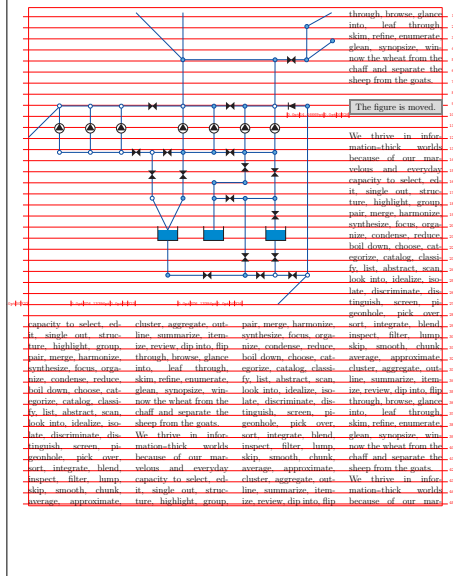 capacity to select, ed-
it, single out, struc-
ture, highlight, group,
pair, merge, harmonize,
synthesize, focus, orga-
nize, condense, reduce,
boil down, choose, cat-
egorize, catalog, classi-
fy, list, abstract, scan,
look into, idealize, iso-
late, discriminate, dis-
tinguish, screen, pi-
geonhole, pick over,
sort, integrate, blend,
inspect, filter, lump,
skip, smooth, chunk,
average, approximate,
cluster, aggregate, out-
line, summarize, item-
ize, review, dip into, flip
through, browse, glance
into, leaf through,
skim, refine, enumerate,
glean, synopsize, win-
now the wheat from the
chaff and separate the
sheep from the goats.
We thrive in infor-
mation-thick worlds
because of our mar-
velous and everyday
capacity to select, ed-
it, single out, struc-
ture, highlight, group,
pair, merge, harmonize,
synthesize, focus, orga-
nize, condense, reduce,
boil down, choose, cat-
egorize, catalog, classi-
fy, list, abstract, scan,
look into, idealize, iso-
late, discriminate, dis-
tinguish, screen, pi-
geonhole, pick over,
sort, integrate, blend,
inspect, filter, lump,
skip, smooth, chunk,
average, approximate
cluster, aggregate, out-
line, summarize, item-
ize, review, dip into, flip
through, browse, glance
into, leaf through,
skim, refine, enumerate,
glean, synopsize, win-
now the wheat from the
chaff and separate the
sheep from the goats.
The figure is moved.
We thrive in infor-
mation-thick worlds
because of our mar-
velous and everyday
capacity to select, ed-
it, single out, struc-
ture, highlight, group,
pair, merge, harmonize,
synthesize, focus, orga-
nize, condense, reduce,
boil down, choose, cat-
egorize, catalog, classi-
fy, list, abstract, scan,
look into, idealize, iso-
late, discriminate, dis-
tinguish, screen, pi-
geonhole, pick over,
sort, integrate, blend,
inspect, filter, lump,
skip, smooth, chunk
average, approximate,
cluster, aggregate, out-
line, summarize, item-
ize, review, dip into, flip
through, browse, glance
into, leaf through,
skim, refine, enumerate,
glean, synopsize, win-
now the wheat from the
chaff and separate the
sheep from the goats.
We thrive in infor-
mation-thick worlds
because of our mar-